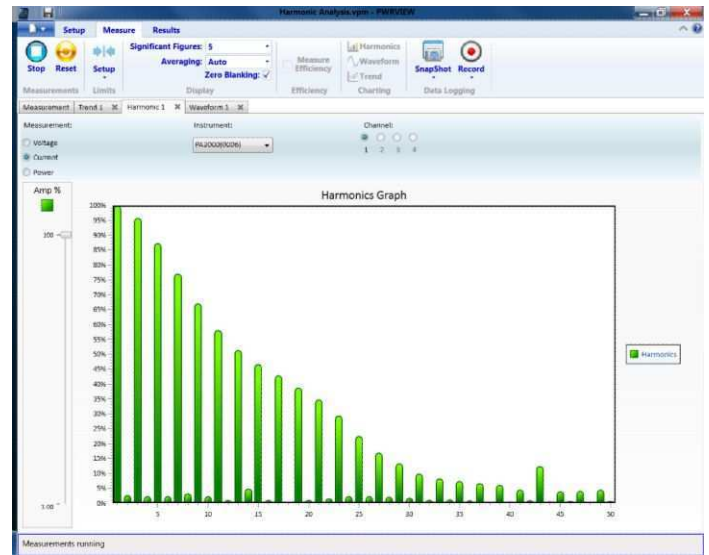 Harmonic Analysis.vpm - PWRVIEW
Setup Measure Results
Stop Reset
Measurements
Setup
Limits
Significant Figures: 5
Averaging: Auto
Zero Blanking:
Display
Measure Efficiency
Efficiency
Harmonics
Waveform
Trend
Charting
SnapShot Record
Data Logging
Measurement Trend 1 Harmonic 1 Waveform 1
Measurement:
Voltage
Current
Power
Instrument:
Channel:
1 2 3 4
Amp %
100
1.00
Harmonics Graph
100%
95%
90%
85%
80%
75%
70%
65%
60%
55%
50%
45%
40%
35%
30%
25%
20%
15%
10%
5%
0%
5 10 15 20 25 30 35 40 45 50
Harmonics
Measurements running